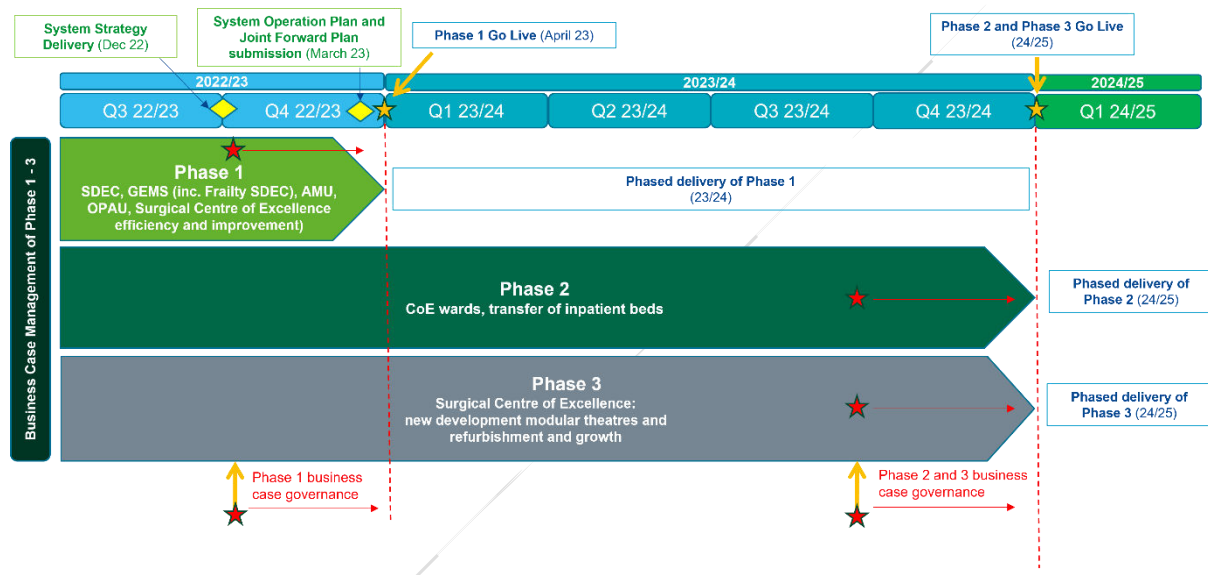 System Strategy
Delivery (Dec 22)
System Operation Plan and
Joint Forward Plan
submission
(March 23)
Phase 1 Go Live (April 23)
Phase 2 and Phase 3 Go Live
(24/25)
2022/23
2023/24
2024/25
Q3 22/23
Q4 22/23
Q1 23/24
Q2 23/24
Q3 23/24
Q4 23/24
Q1 24/25
Business Case Management of Phase 1 - 3
Phase 1
SDEC, GEMS (inc. Frailty SDEC), AMU,
OPAU, Surgical Centre of Excellence
efficiency and improvement)
Phased delivery of Phase 1
(23/24)
Phase 2
CoE wards, transfer of inpatient beds
Phased delivery of
Phase 2 (24/25)
Phase 3
Surgical Centre of Excellence:
new development modular theatres and
refurbishment and growth
Phased delivery of
Phase 3 (24/25)
Phase 1 business
case governance
Phase 2 and 3 business
case governance